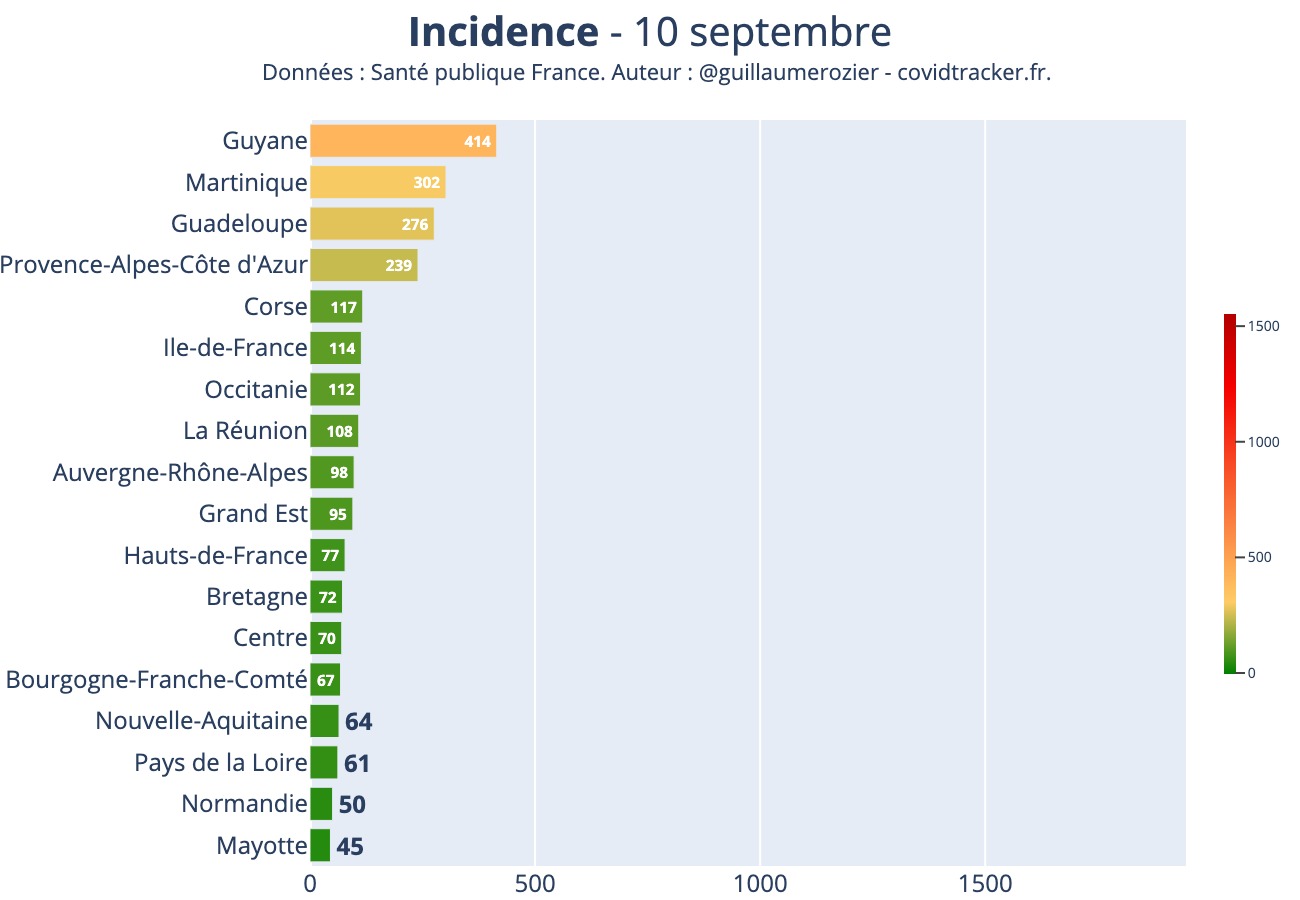 Incidence - 10 septembre
Données : Santé publique France. Auteur : @guillaumerozier - covidtracker.fr.
Guyane 414
Martinique 302
Guadeloupe 276
Provence-Alpes-Côte d'Azur 239
Corse 117
Ile-de-France 114
Occitanie 112
La Réunion 108
Auvergne-Rhône-Alpes 98
Grand Est 95
Hauts-de-France 77
Bretagne 72
Centre 70
Bourgogne-Franche-Comté 67
Nouvelle-Aquitaine 64
Pays de la Loire 61
Normandie 50
Mayotte 45
0 500 1000 1500
1500
1000
500
0